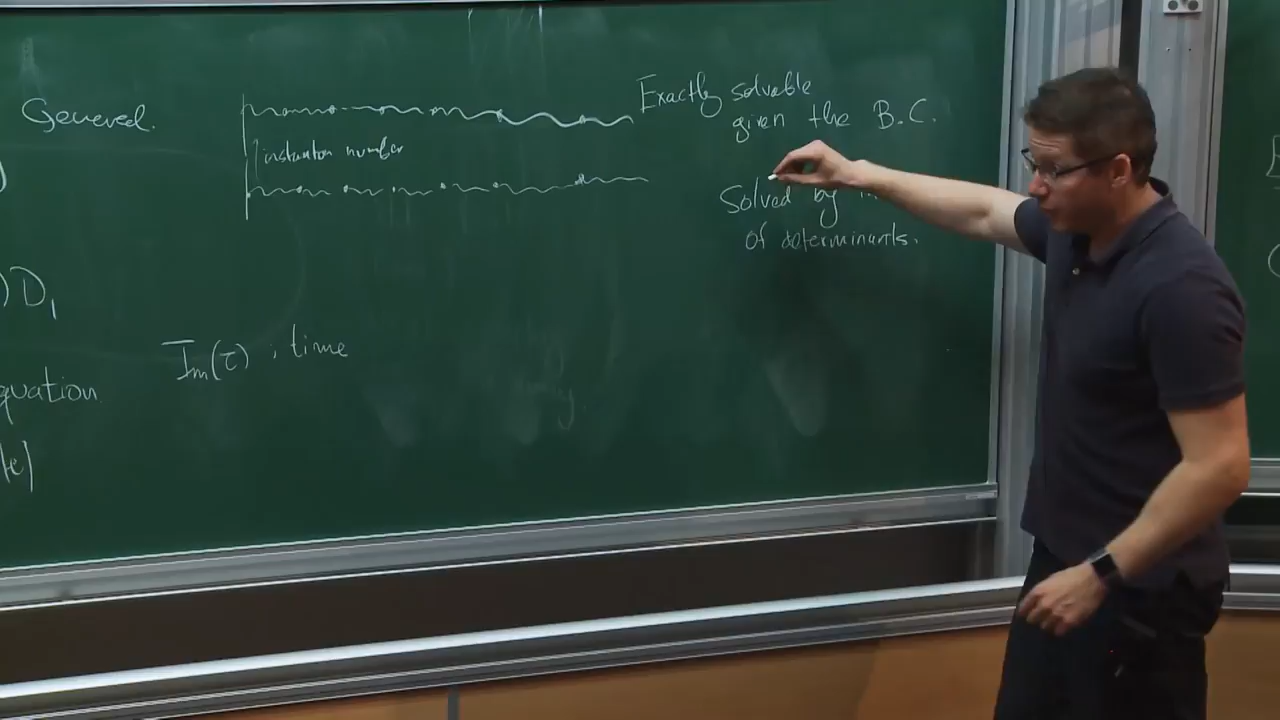 General.
instanton number
Exactly solvable
given the B.C.
Solved by
of determinants.
) D₁
Im(τ) : time
quation